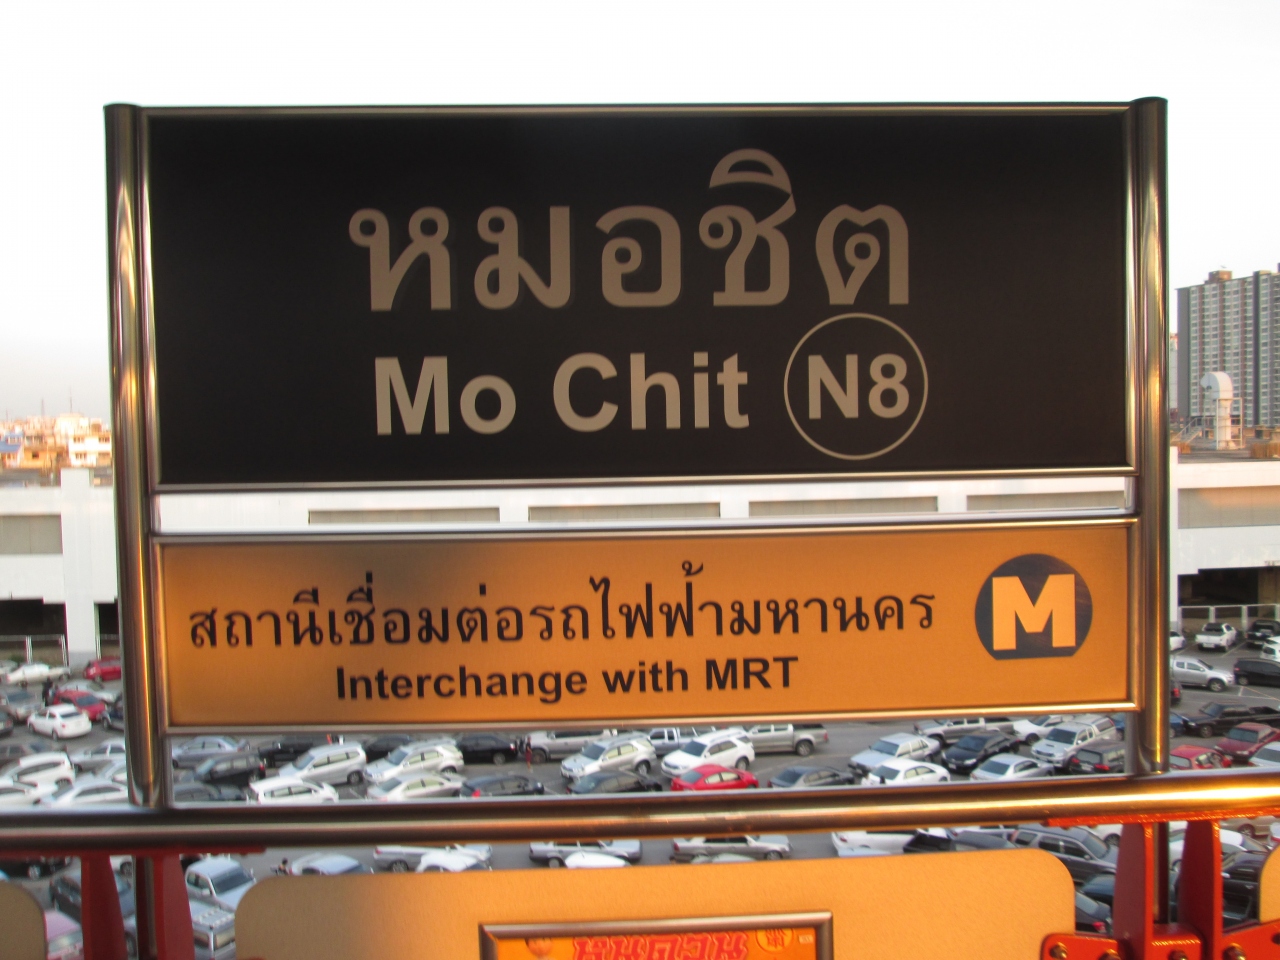 หมอชิต
Mo Chit N8
สถานีเชื่อมต่อรถไฟฟ้ามหานคร M
Interchange with MRT